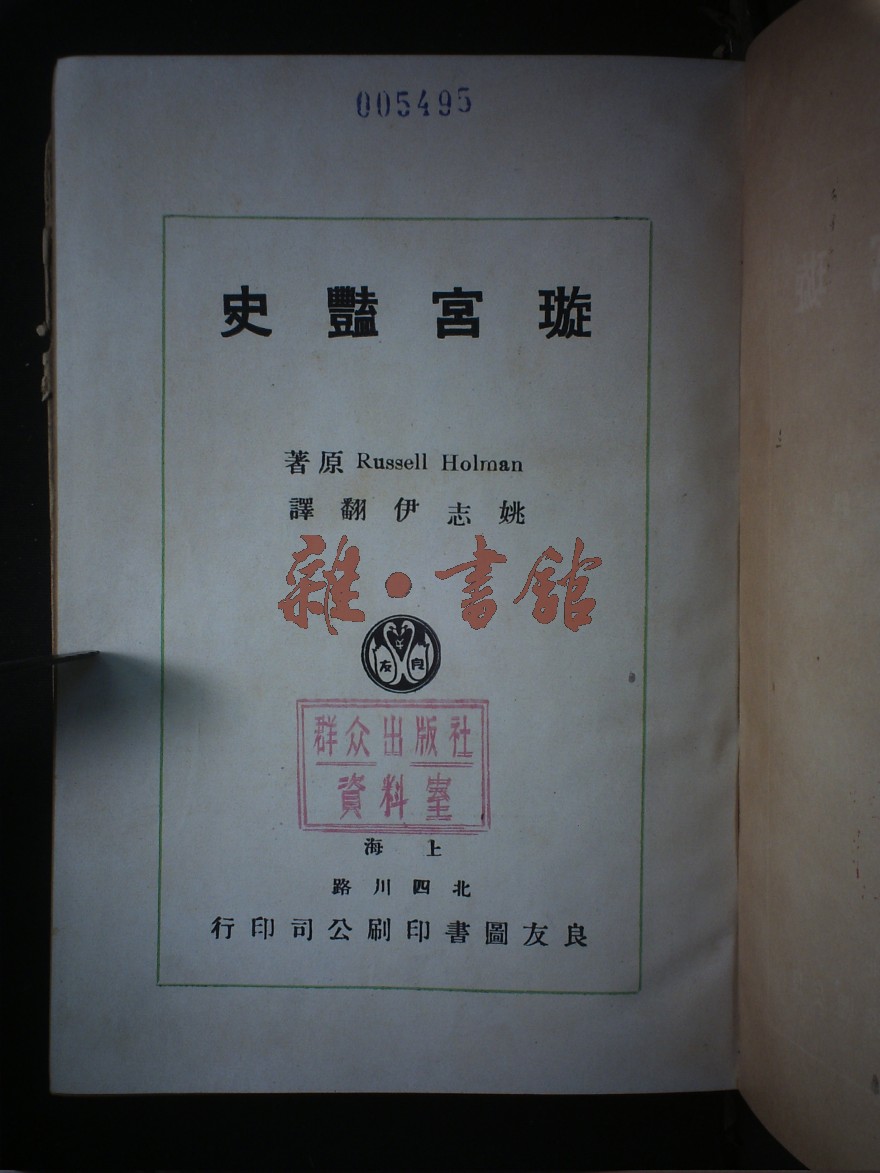 005495
璇宮豔史
Russell Holman 原著
姚志伊翻譯
雜·書館
友良
群众出版社
資料室
上海
北四川路
良友圖書印刷公司印行